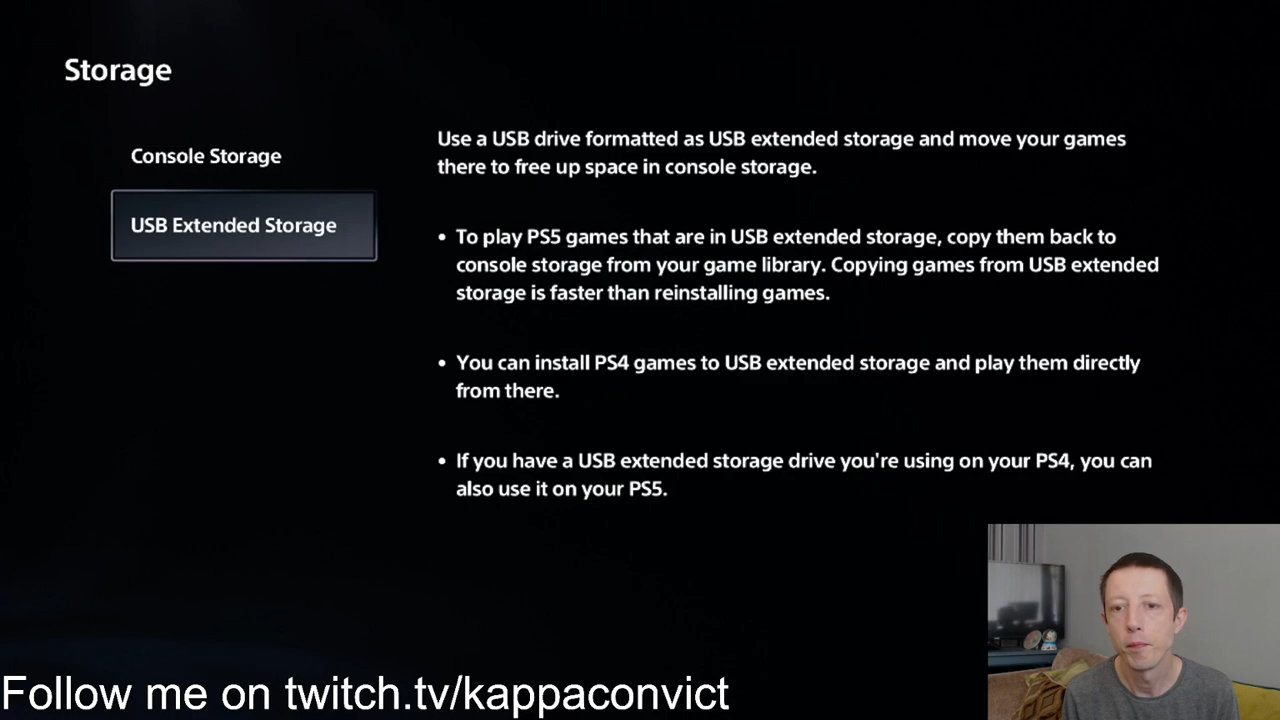 Storage
Console Storage
USB Extended Storage
Use a USB drive formatted as USB extended storage and move your games
there to free up space in console storage.
• To play PS5 games that are in USB extended storage, copy them back to
console storage from your game library. Copying games from USB extended
storage is faster than reinstalling games.
• You can install PS4 games to USB extended storage and play them directly
from there.
• If you have a USB extended storage drive you're using on your PS4, you can
also use it on your PS5.
Follow me on twitch.tv/kappaconvict